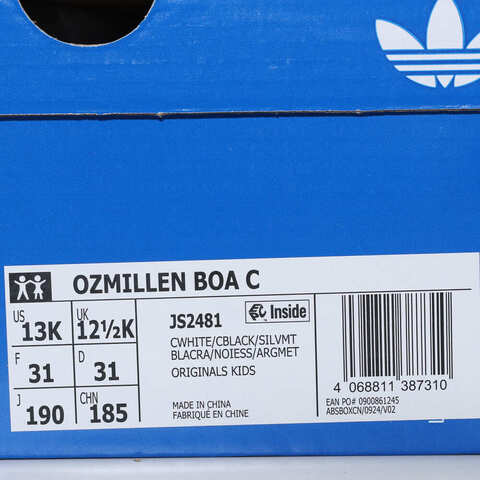 OZMILLEN BOA C
US 13K UK 12½K
F 31 D 31
J 190 CHN 185
JS2481
Inside
CWHITE/CBLACK/SILVMT
BLACRA/NOIESS/ARGMET
ORIGINALS KIDS
MADE IN CHINA
FABRIQUÉ EN CHINE
4 068811 387310
EAN PO# 0900861245
ABSBOXCN/0924/V02